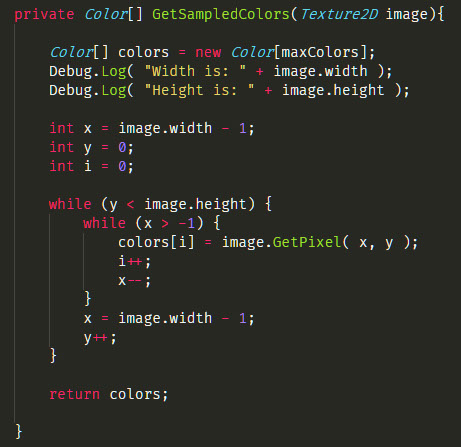 private Color[] GetSampledColors(Texture2D image){
Color[] colors = new Color[maxColors];
Debug.Log( "Width is: " + image.width );
Debug.Log( "Height is: " + image.height );
int x = image.width - 1;
int y = 0;
int i = 0;
while (y < image.height) {
while (x > -1) {
colors[i] = image.GetPixel( x, y );
i++;
x--;
}
x = image.width - 1;
y++;
}
return colors;
}